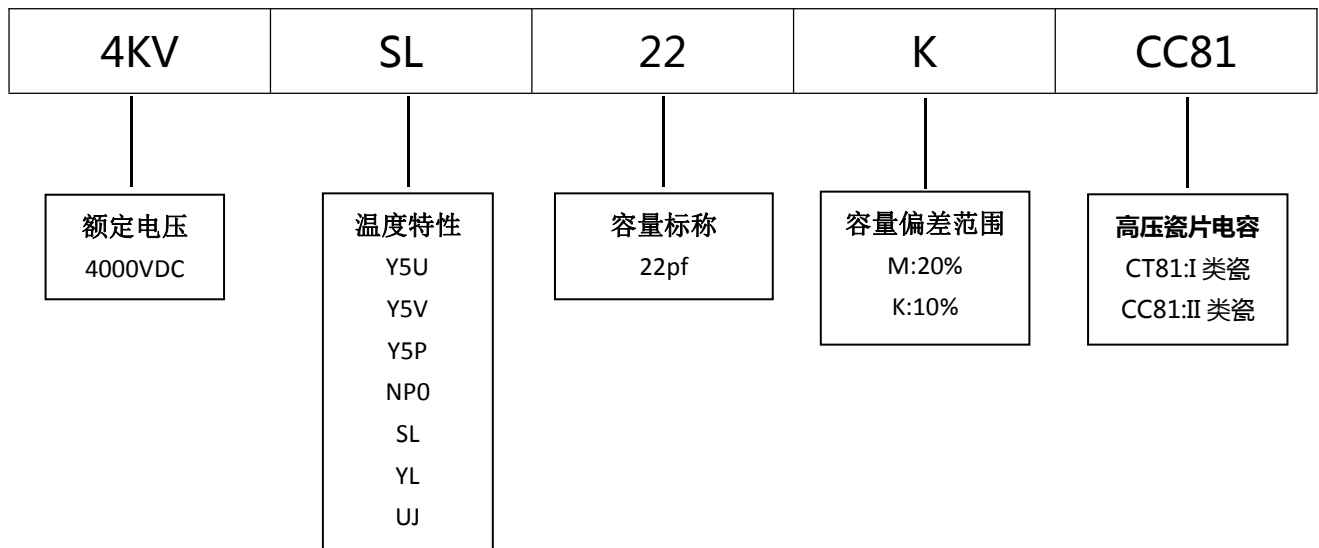 4KV SL 22 K CC81
额定电压
4000VDC
温度特性
Y5U
Y5V
Y5P
NP0
SL
YL
UJ
容量标称
22pf
容量偏差范围
M:20%
K:10%
高压瓷片电容
CT81:I 类瓷
CC81:II 类瓷